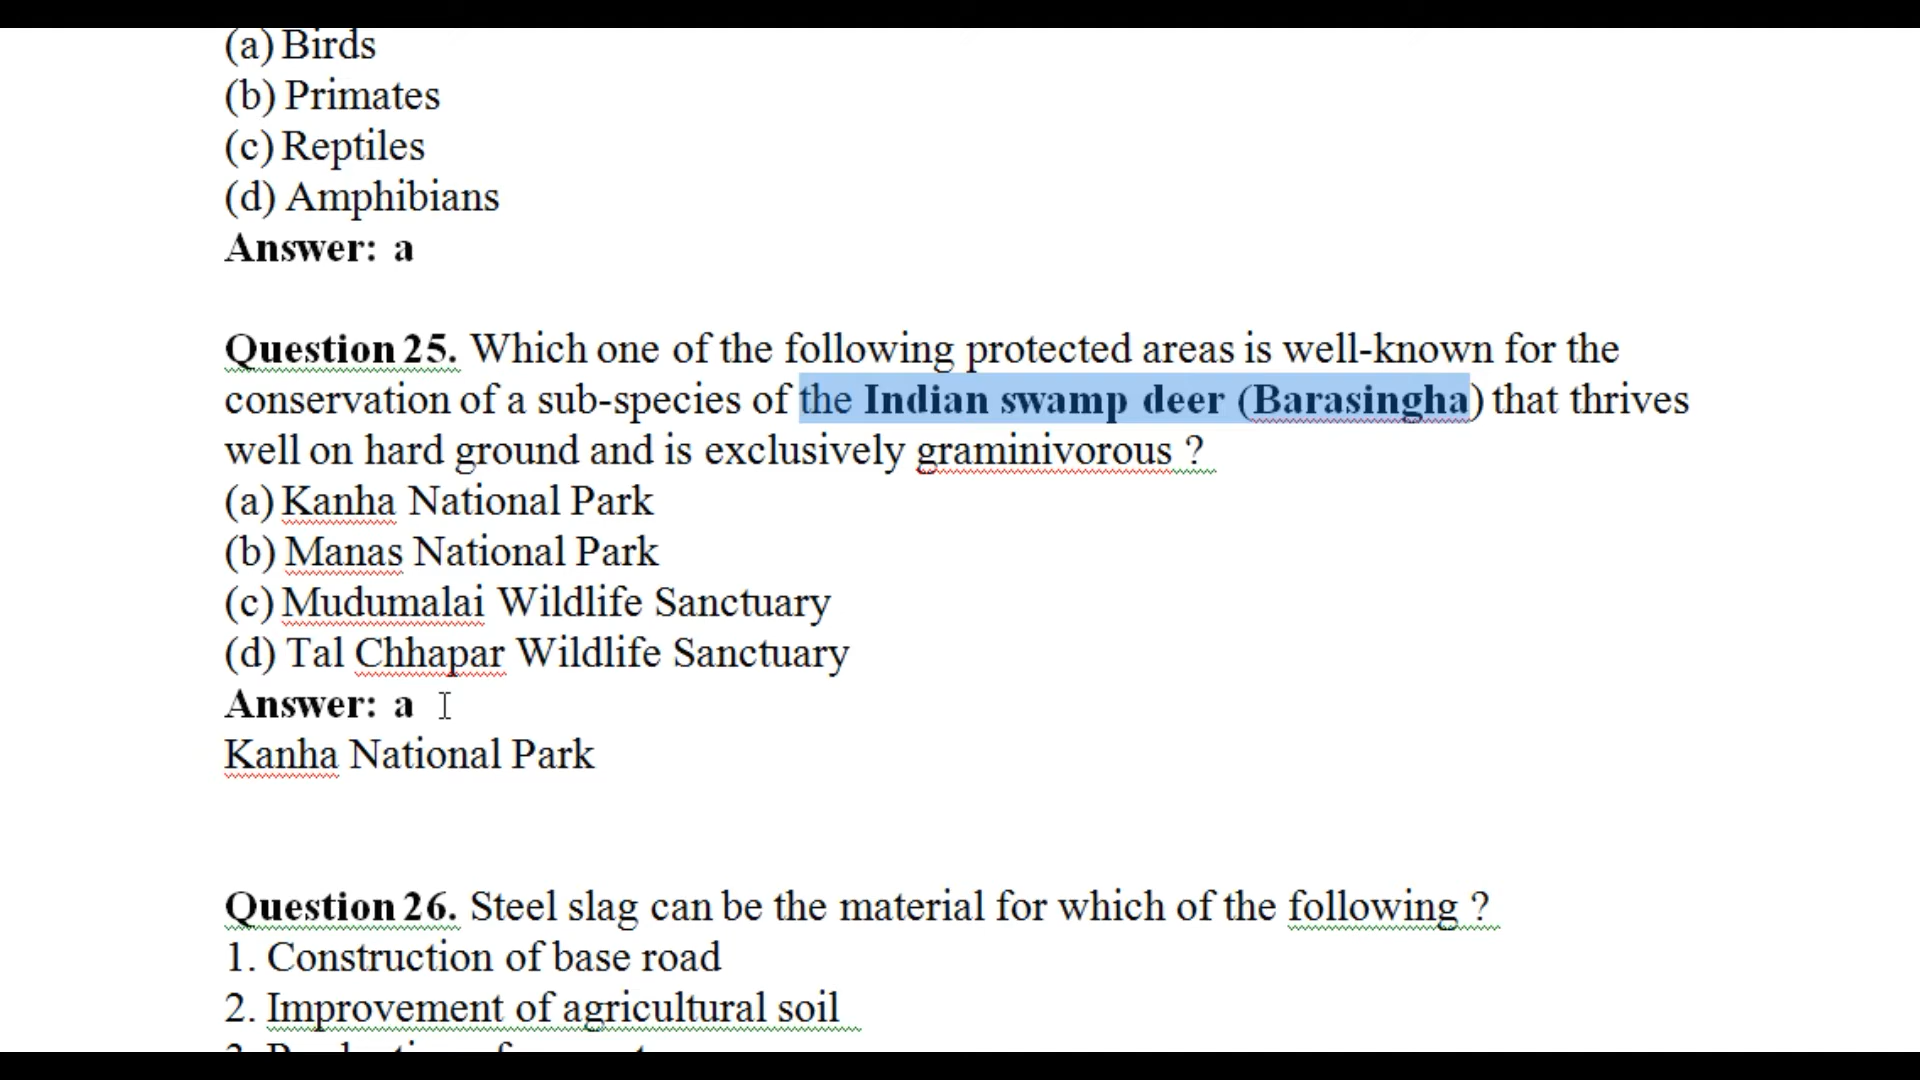 (a) Birds
(b) Primates
(c) Reptiles
(d) Amphibians
Answer: a
Question 25. Which one of the following protected areas is well-known for the
conservation of a sub-species of the Indian swamp deer (Barasingha) that thrives
well on hard ground and is exclusively graminivorous ?
(a) Kanha National Park
(b) Manas National Park
(c) Mudumalai Wildlife Sanctuary
(d) Tal Chhapar Wildlife Sanctuary
Answer: a
Kanha National Park
Question 26. Steel slag can be the material for which of the following ?
1. Construction of base road
2. Improvement of agricultural soil